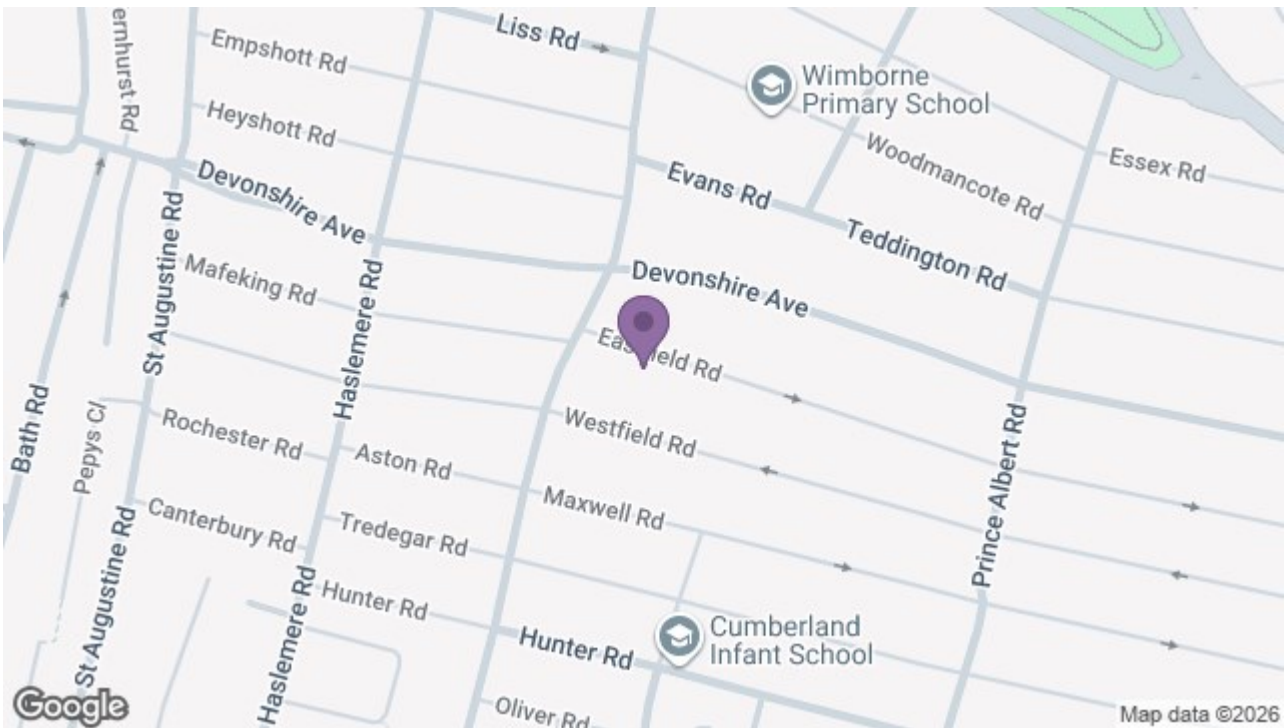 ernhurst Rd
Empshott Rd
Liss Rd
Wimborne
Primary School
Heyshott Rd
Devonshire Ave
Evans Rd
Woodmancote Rd
Essex Rd
Teddington Rd
St Augustine Rd
Mafeking Rd
Haslemere Rd
Devonshire Ave
Rd
Bath Rd
Pepys Cl
Rochester Rd
Aston Rd
Westfield Rd
Prince Albert Rd
Maxwell Rd
Canterbury Rd
Tredegar Rd
St Augustine Rd
Haslemere Rd
Hunter Rd
Hunter Rd
Cumberland
Infant School
Oliver Rd
Google
Map data ©2026